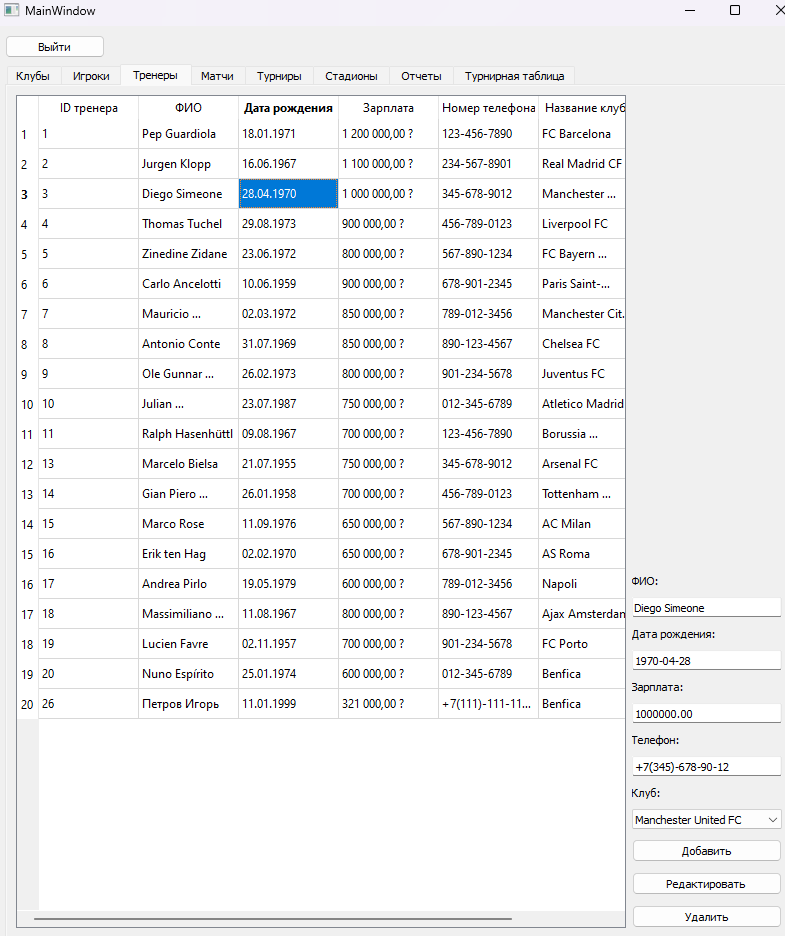 MainWindow
Выйти
Клубы Игроки Тренеры Матчи Турниры Стадионы Отчеты Турнирная таблица
ID тренера ФИО Дата рождения Зарплата Номер телефона Название клуб
1 1 Pep Guardiola 18.01.1971 1 200 000,00 ? 123-456-7890 FC Barcelona
2 2 Jurgen Klopp 16.06.1967 1 100 000,00 ? 234-567-8901 Real Madrid CF
3 3 Diego Simeone 28.04.1970 1 000 000,00 ? 345-678-9012 Manchester ...
4 4 Thomas Tuchel 29.08.1973 900 000,00 ? 456-789-0123 Liverpool FC
5 5 Zinedine Zidane 23.06.1972 800 000,00 ? 567-890-1234 FC Bayern ...
6 6 Carlo Ancelotti 10.06.1959 900 000,00 ? 678-901-2345 Paris Saint-...
7 7 Mauricio ... 02.03.1972 850 000,00 ? 789-012-3456 Manchester Cit.
8 8 Antonio Conte 31.07.1969 850 000,00 ? 890-123-4567 Chelsea FC
9 9 Ole Gunnar ... 26.02.1973 800 000,00 ? 901-234-5678 Juventus FC
10 10 Julian ... 23.07.1987 750 000,00 ? 012-345-6789 Atletico Madrid
11 11 Ralph Hasenhüttl 09.08.1967 700 000,00 ? 123-456-7890 Borussia ...
12 13 Marcelo Bielsa 21.07.1955 750 000,00 ? 345-678-9012 Arsenal FC
13 14 Gian Piero ... 26.01.1958 700 000,00 ? 456-789-0123 Tottenham ...
14 15 Marco Rose 11.09.1976 650 000,00 ? 567-890-1234 AC Milan
15 16 Erik ten Hag 02.02.1970 650 000,00 ? 678-901-2345 AS Roma
16 17 Andrea Pirlo 19.05.1979 600 000,00 ? 789-012-3456 Napoli
17 18 Massimiliano ... 11.08.1967 800 000,00 ? 890-123-4567 Ajax Amsterdan
18 19 Lucien Favre 02.11.1957 700 000,00 ? 901-234-5678 FC Porto
19 20 Nuno Espírito 25.01.1974 600 000,00 ? 012-345-6789 Benfica
20 26 Петров Игорь 11.01.1999 321 000,00 ? +7(111)-111-11... Benfica
ФИО:
Diego Simeone
Дата рождения:
1970-04-28
Зарплата:
1000000.00
Телефон:
+7(345)-678-90-12
Клуб:
Manchester United FC
Добавить
Редактировать
Удалить